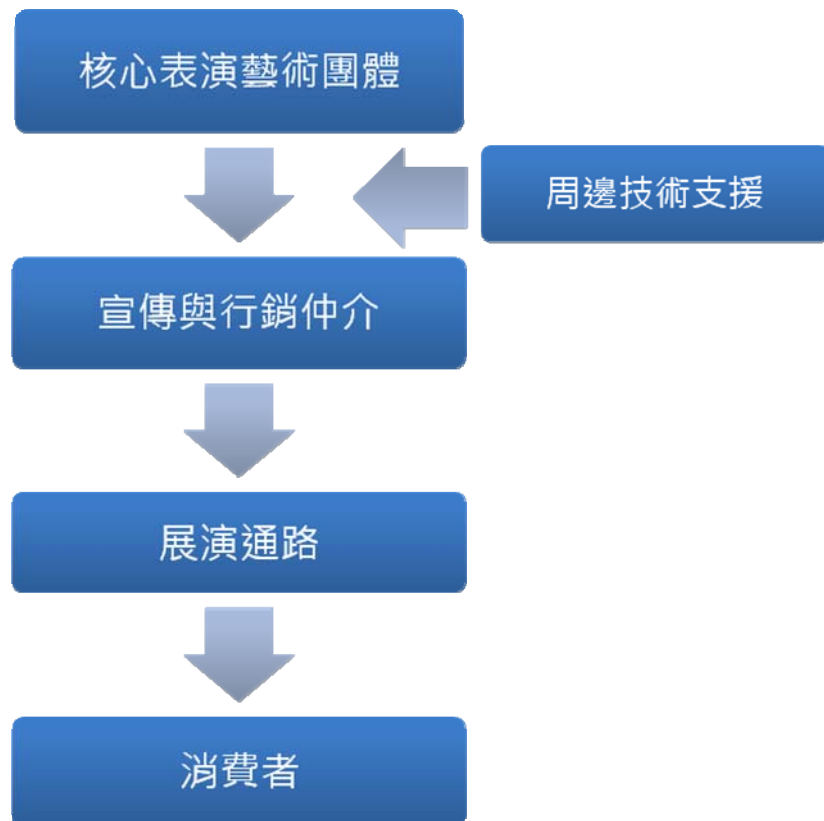 核心表演藝術團體
周邊技術支援
宣傳與行銷仲介
展演通路
消費者